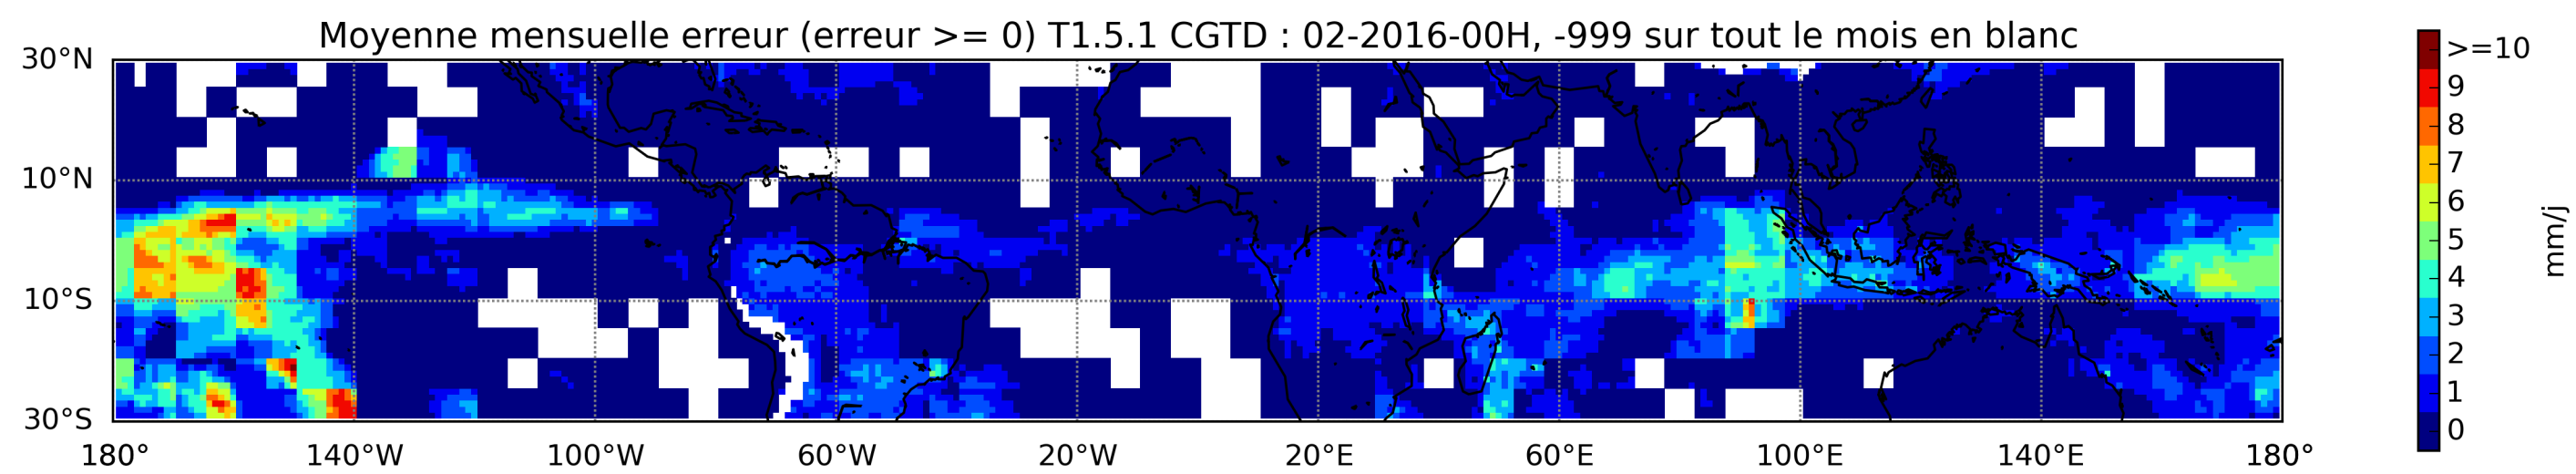 Moyenne mensuelle erreur (erreur >= 0) T1.5.1 CGTD : 02-2016-00H, -999 sur tout le mois en blanc
30°N
10°N
10°S
30°S
180° 140°W 100°W 60°W 20°W 20°E 60°E 100°E 140°E 180°
>=10
9
8
7
6
5
4
3
2
1
0
mm/j